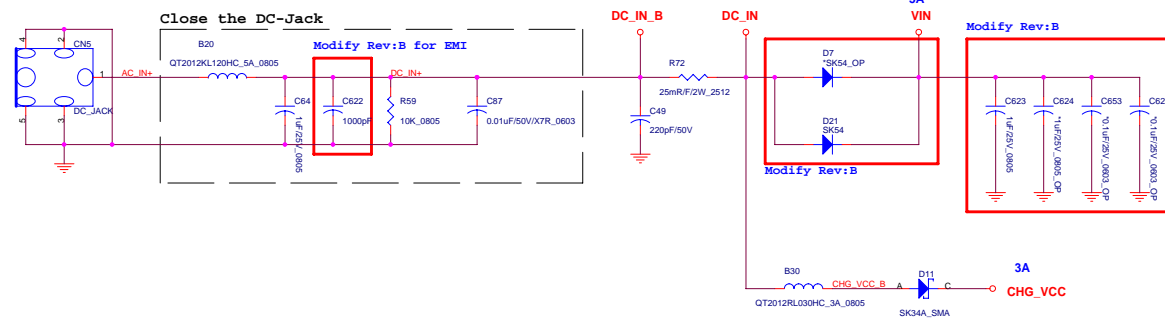 Close the DC-Jack
DC_IN_B
DC_IN
VIN
Modify Rev:B
4
2
CN5
B20
QT2012KL120HC_5A_0805
Modify Rev:B for EMI
1
AC_IN+
DC_IN+
R72
25mR/F/2W_2512
D7
*SK54_OP
DC_JACK
5
3
C64
1uF/25V_0805
C622
1000pF
R59
10K_0805
C87
0.01uF/50V/X7R_0603
C49
220pF/50V
D21
SK54
Modify Rev:B
C623
1uF/25V_0805
C624
*1uF/25V_0805_OP
C653
*0.1uF/25V_0603_OP
C62
*0.1uF/25V_0603_OP
B30
QT2012RL030HC_3A_0805
CHG_VCC_B
A
D11
C
SK34A_SMA
3A
CHG_VCC